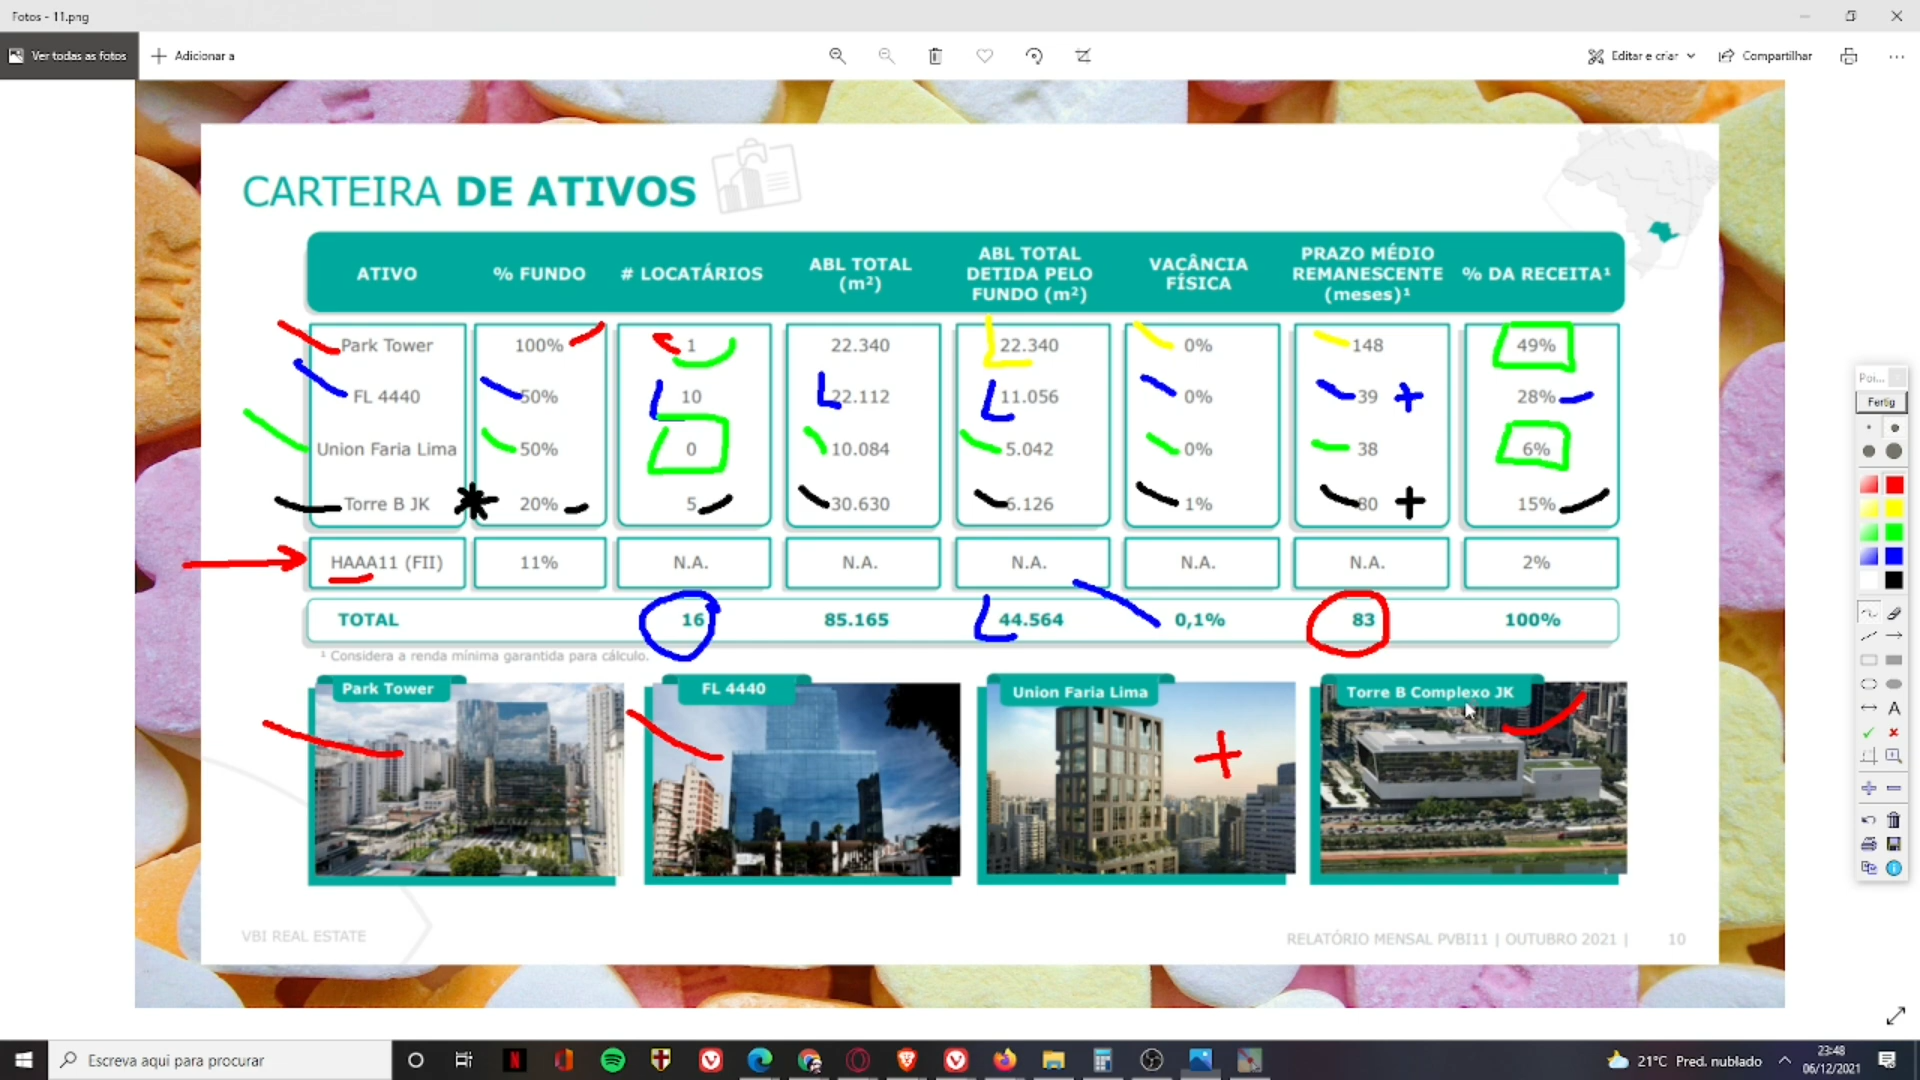 Fotos - 11.png
Ver todas as fotos
Adicionar a
Editar e criar
Compartilhar
CARTEIRA DE ATIVOS
ATIVO % FUNDO # LOCATÁRIOS ABL TOTAL (m²) ABL TOTAL DETIDA PELO FUNDO (m²) VACÂNCIA FÍSICA PRAZO MÉDIO REMANESCENTE (meses)¹ % DA RECEITA¹
Park Tower 100% 1 22.340 22.340 0% 148 49%
FL 4440 50% 10 22.112 11.056 0% 39 28%
Union Faria Lima 50% 0 10.084 5.042 0% 38 6%
Torre B JK 20% 5 30.630 6.126 1% 80 15%
HAAA11 (FII) 11% N.A. N.A. N.A. N.A. N.A. 2%
TOTAL 16 85.165 44.564 0,1% 83 100%
¹ Considera a renda mínima garantida para cálculo.
Park Tower
FL 4440
Union Faria Lima
Torre B Complexo JK
VBI REAL ESTATE
RELATÓRIO MENSAL PVBI11 | OUTUBRO 2021 | 10
Poi...
Fertig
A
Escreva aqui para procurar
21°C Pred. nublado
23:48
06/12/2021